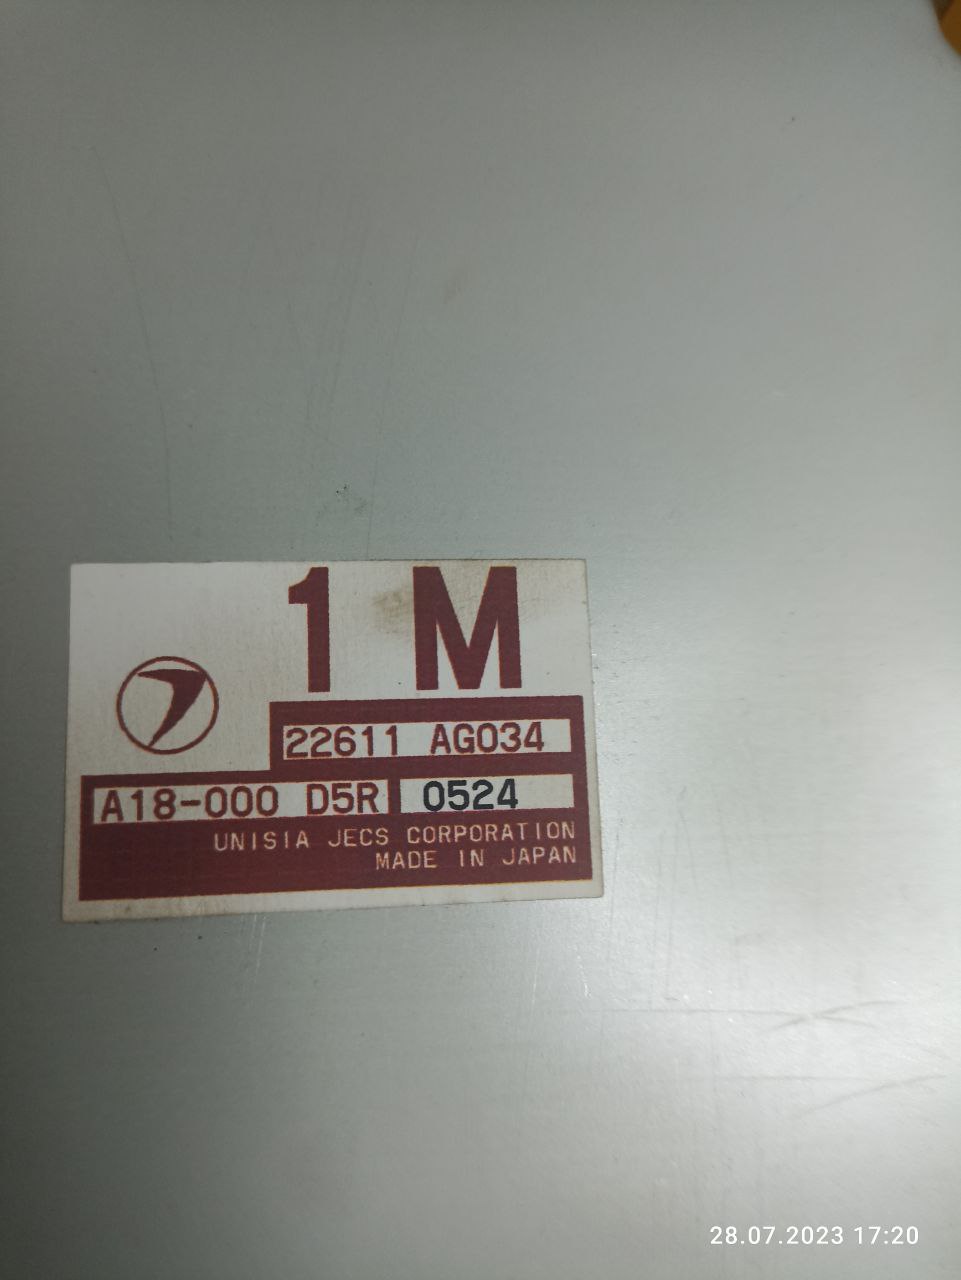 1 M
22611 AG034
A18-000 D5R 0524
UNISIA JECS CORPORATION
MADE IN JAPAN
28.07.2023 17:20